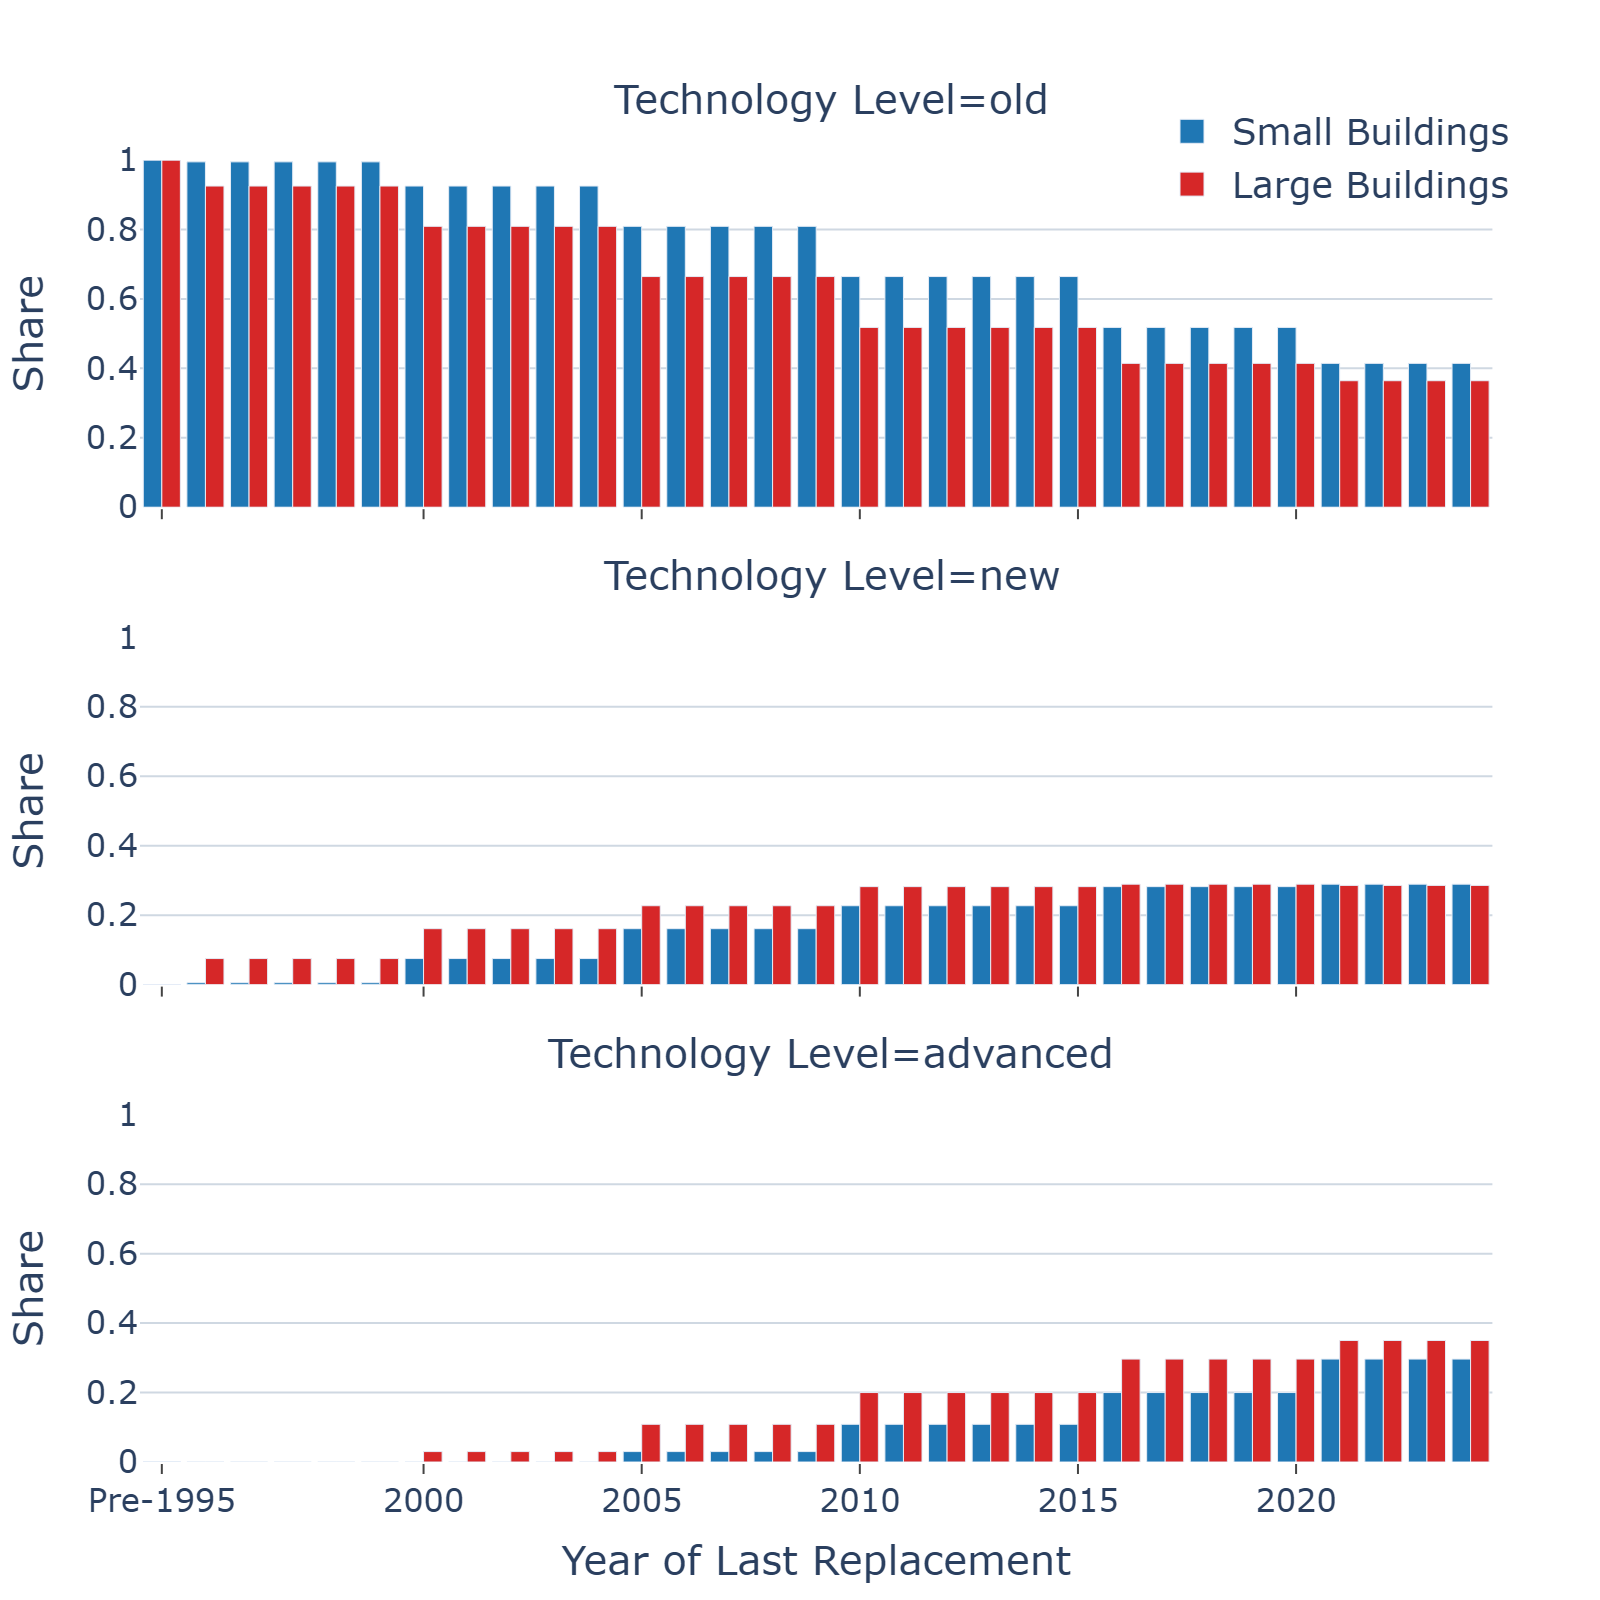 Technology Level=old
Small Buildings
Large Buildings
1
0.8
0.6
0.4
0.2
0
Share
Technology Level=new
1
0.8
0.6
0.4
0.2
0
Share
Technology Level=advanced
1
0.8
0.6
0.4
0.2
0
Share
Pre-1995 2000 2005 2010 2015 2020
Year of Last Replacement